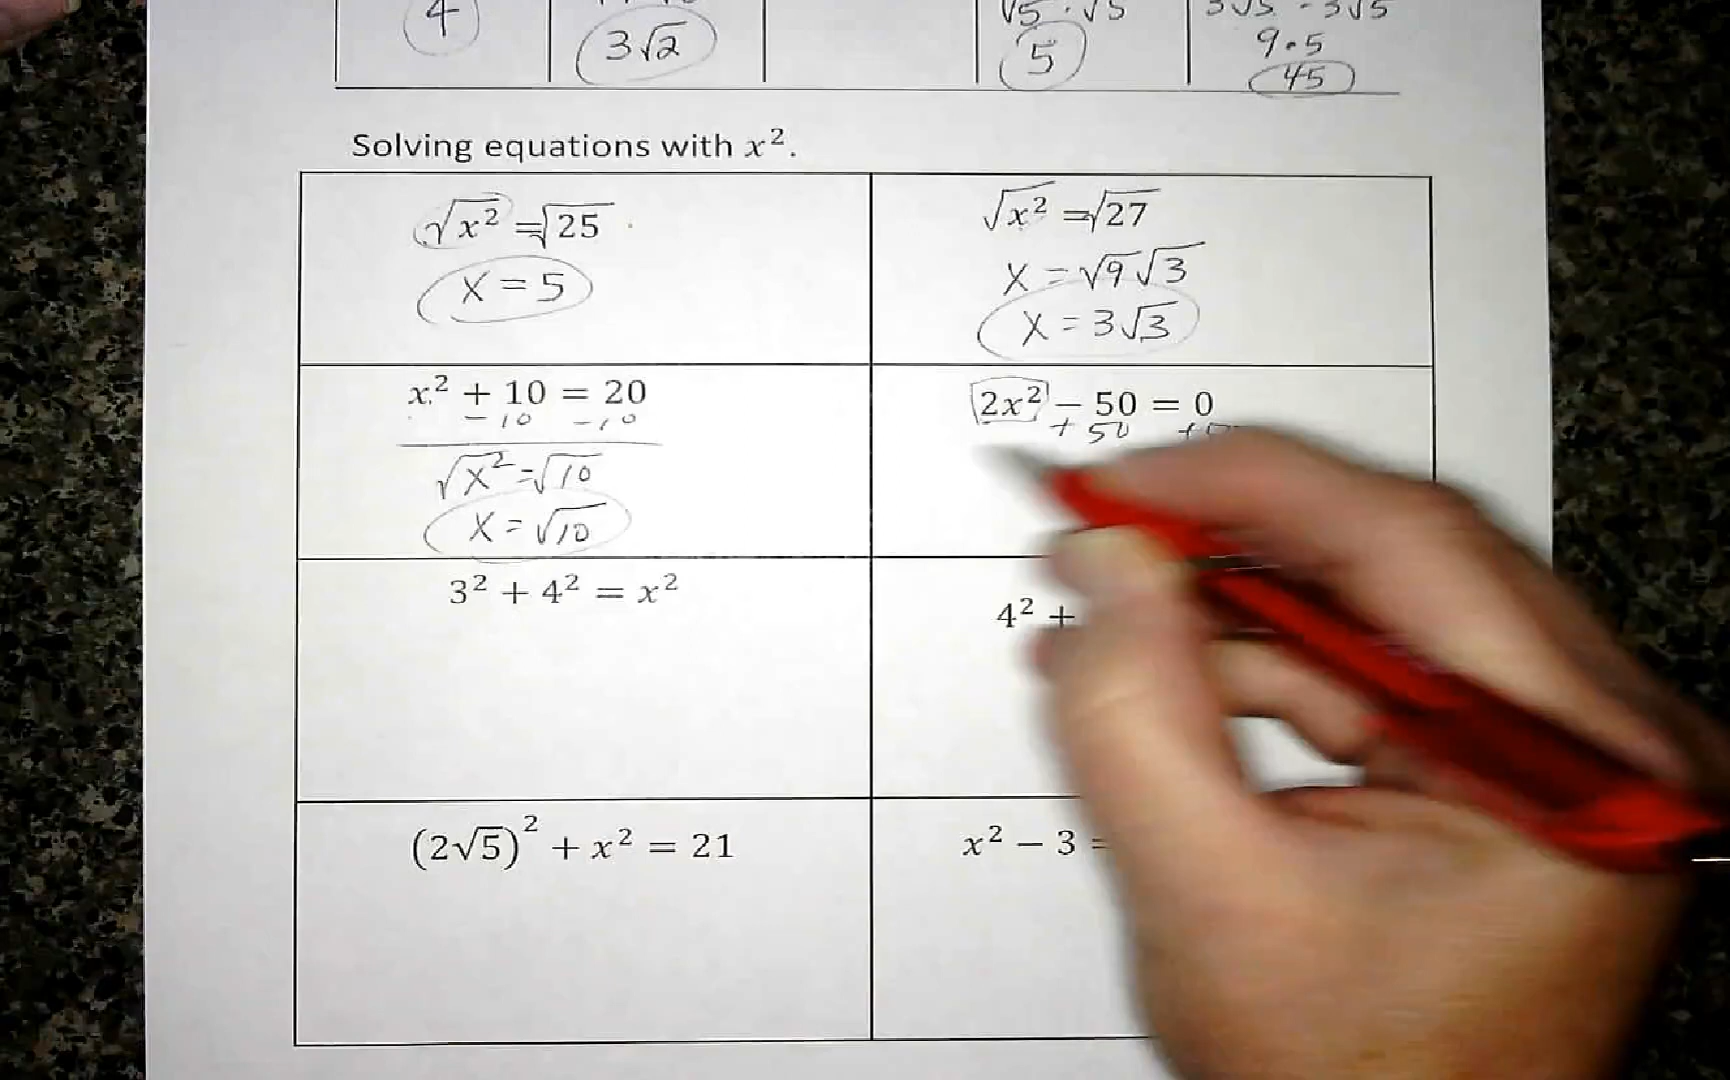 4
3√2
√5 · √5
5
3√5 · 3√5
9·5
45
Solving equations with x².
√x² = √25
x = 5
√x² = √27
x = √9√3
x = 3√3
x² + 10 = 20
-10 -10
√x² = √10
x = √10
2x² − 50 = 0
+50
3² + 4² = x²
4² +
(2√5)² + x² = 21
x² − 3 =